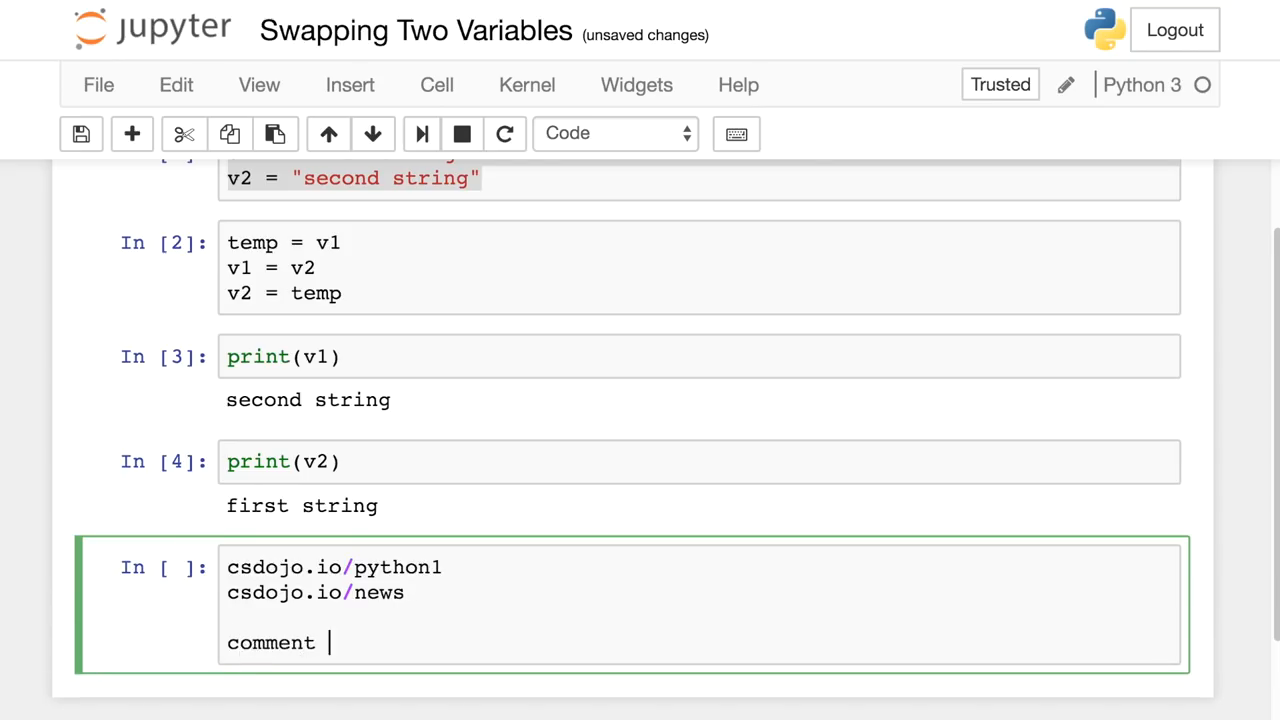 jupyter Swapping Two Variables (unsaved changes) Logout
File Edit View Insert Cell Kernel Widgets Help Trusted Python 3
Code
v2 = "second string"
In [2]: temp = v1
v1 = v2
v2 = temp
In [3]: print(v1)
second string
In [4]: print(v2)
first string
In [ ]: csdojo.io/python1
csdojo.io/news
comment